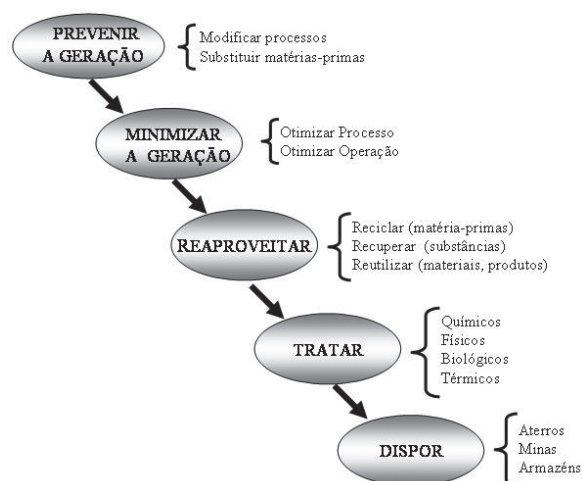 PREVENIR
A GERAÇÃO
Modificar processos
Substituir matérias-primas
MINIMIZAR
A GERAÇÃO
Otimizar Processo
Otimizar Operação
REAPROVEITAR
Reciclar (matéria-primas)
Recuperar (substâncias)
Reutilizar (materiais, produtos)
TRATAR
Químicos
Físicos
Biológicos
Térmicos
DISPOR
Aterros
Minas
Armazéns